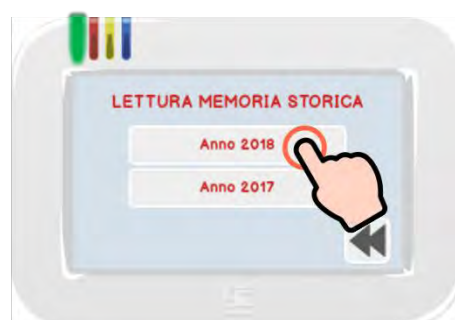 LETTURA MEMORIA STORICA
Anno 2018
Anno 2017